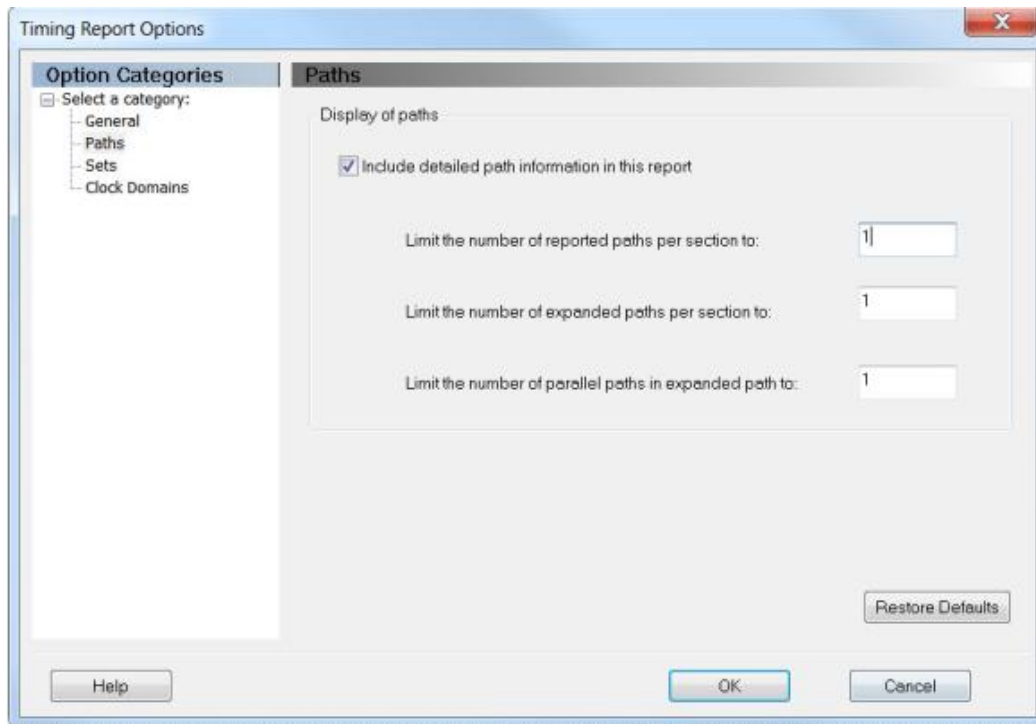 Timing Report Options
X
Option Categories
Select a category:
General
Paths
Sets
Clock Domains
Paths
Display of paths
Include detailed path information in this report
Limit the number of reported paths per section to: 1
Limit the number of expanded paths per section to: 1
Limit the number of parallel paths in expanded path to: 1
Restore Defaults
Help OK Cancel